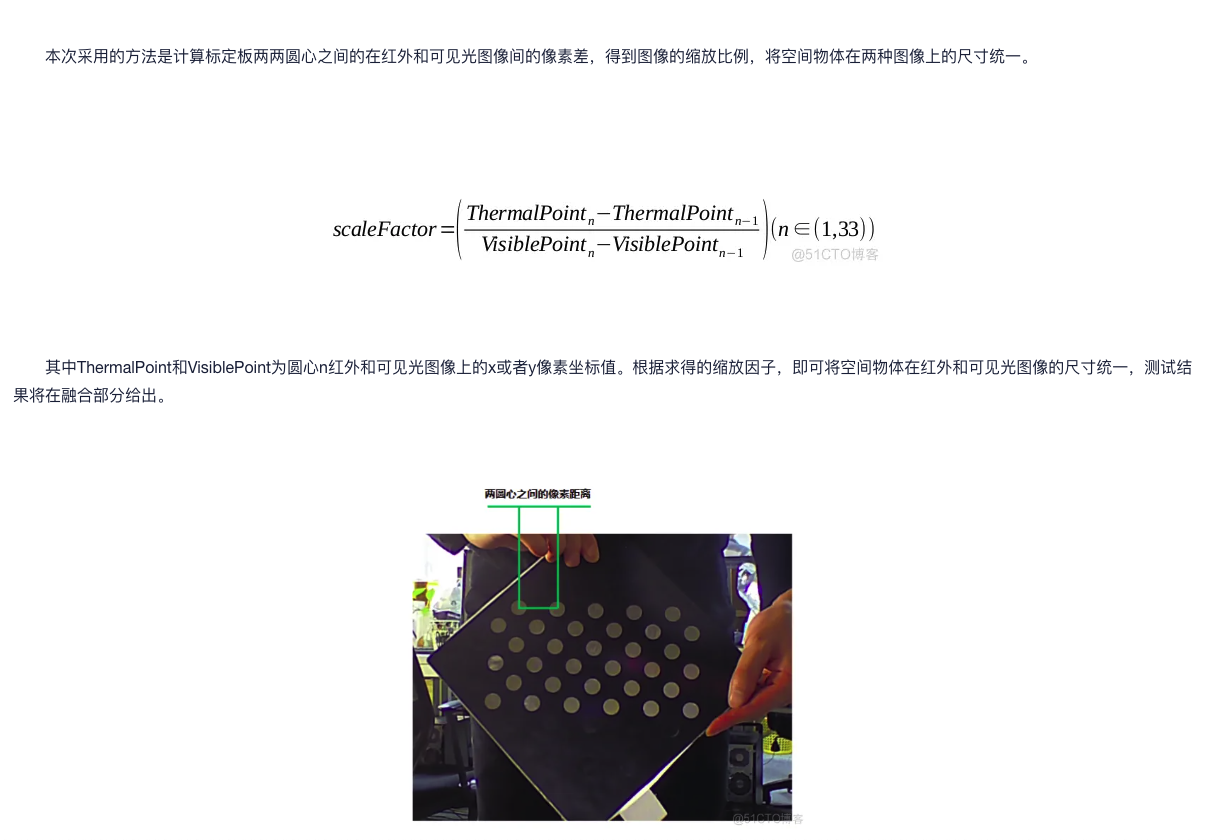 本次采用的方法是计算标定板两两圆心之间的在红外和可见光图像间的像素差，得到图像的缩放比例，将空间物体在两种图像上的尺寸统一。
scaleFactor=(ThermalPoint_n−ThermalPoint_{n−1}/VisiblePoint_n−VisiblePoint_{n−1})(n∈(1,33))
@51CTO博客
其中ThermalPoint和VisiblePoint为圆心n红外和可见光图像上的x或者y像素坐标值。根据求得的缩放因子，即可将空间物体在红外和可见光图像的尺寸统一，测试结
果将在融合部分给出。
两圆心之间的像素距离
@51CTO博客